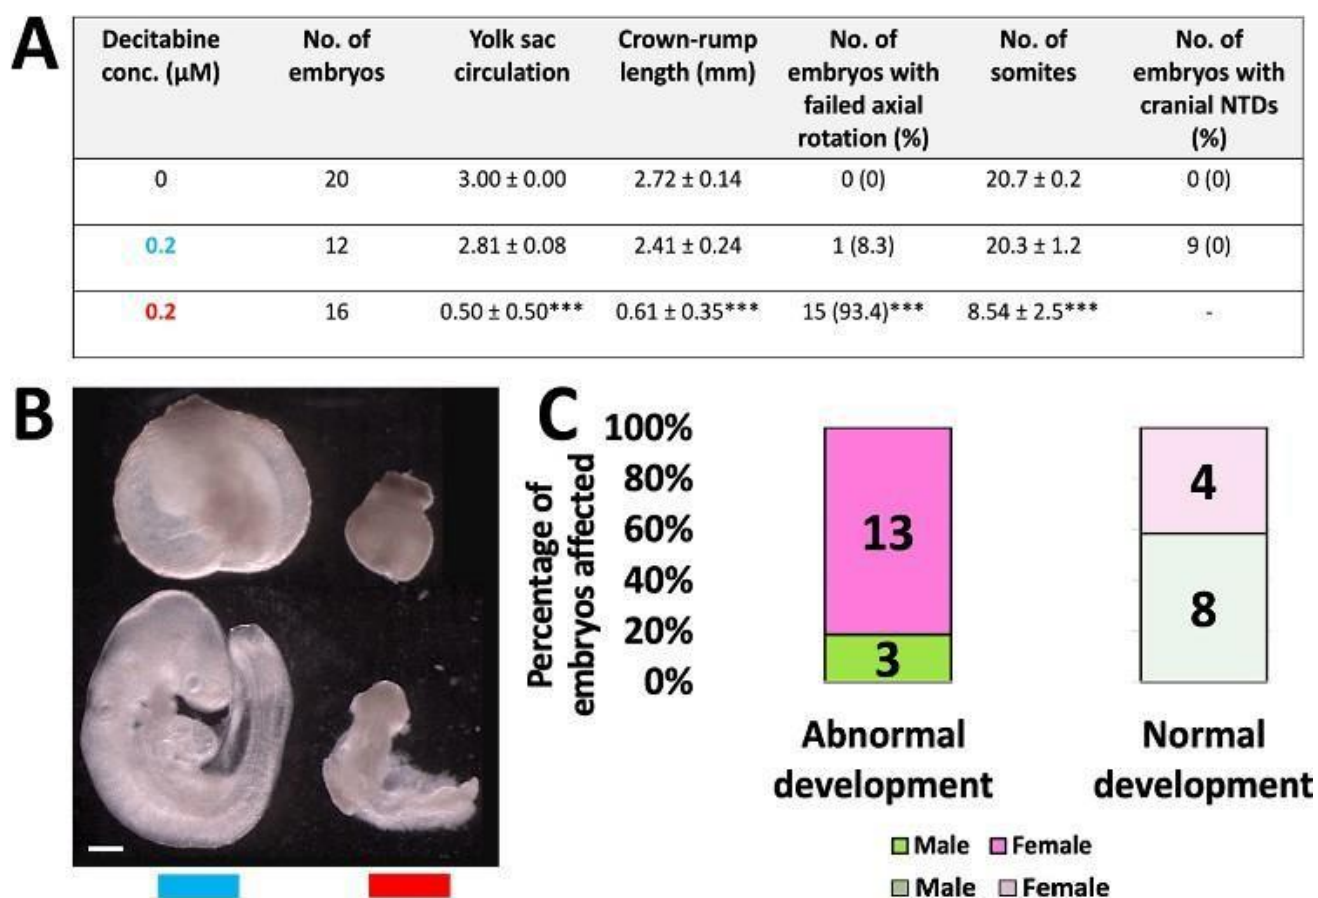 A
Decitabine conc. (µM)
No. of embryos
Yolk sac circulation
Crown-rump length (mm)
No. of embryos with failed axial rotation (%)
No. of somites
No. of embryos with cranial NTDs (%)
0 20 3.00 ± 0.00 2.72 ± 0.14 0 (0) 20.7 ± 0.2 0 (0)
0.2 12 2.81 ± 0.08 2.41 ± 0.24 1 (8.3) 20.3 ± 1.2 9 (0)
0.2 16 0.50 ± 0.50*** 0.61 ± 0.35*** 15 (93.4)*** 8.54 ± 2.5*** -
B
C
Percentage of
embryos affected
100%
80%
60%
40%
20%
0%
13
3
4
8
Abnormal
development
Normal
development
Male Female
Male Female